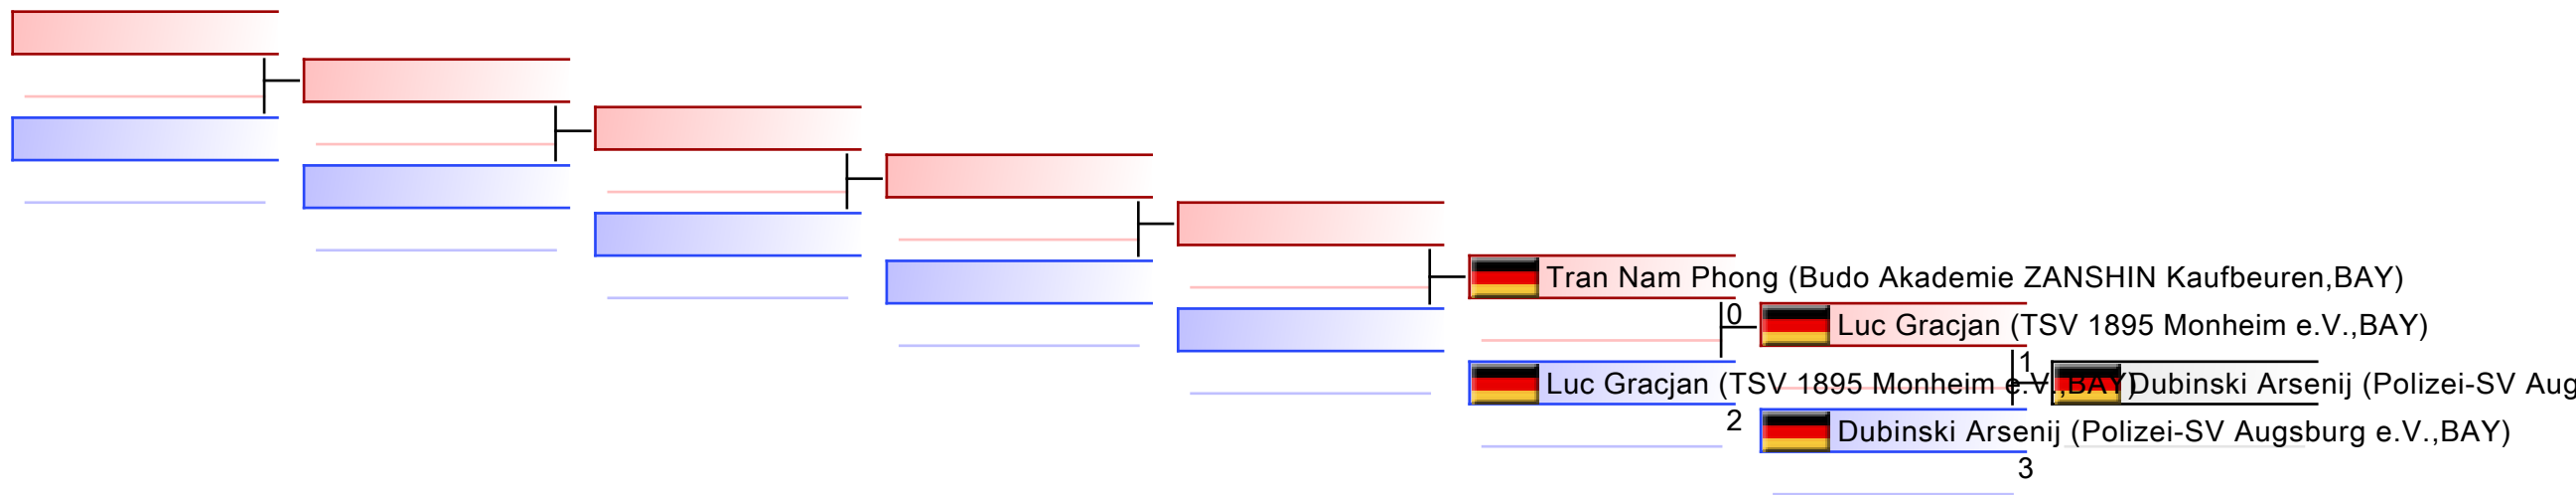 Tran Nam Phong (Budo Akademie ZANSHIN Kaufbeuren,BAY)
0
Luc Gracjan (TSV 1895 Monheim e.V.,BAY)
1
Luc Gracjan (TSV 1895 Monheim e.V.,BAY)
Dubinski Arsenij (Polizei-SV Aug
2
Dubinski Arsenij (Polizei-SV Augsburg e.V.,BAY)
3